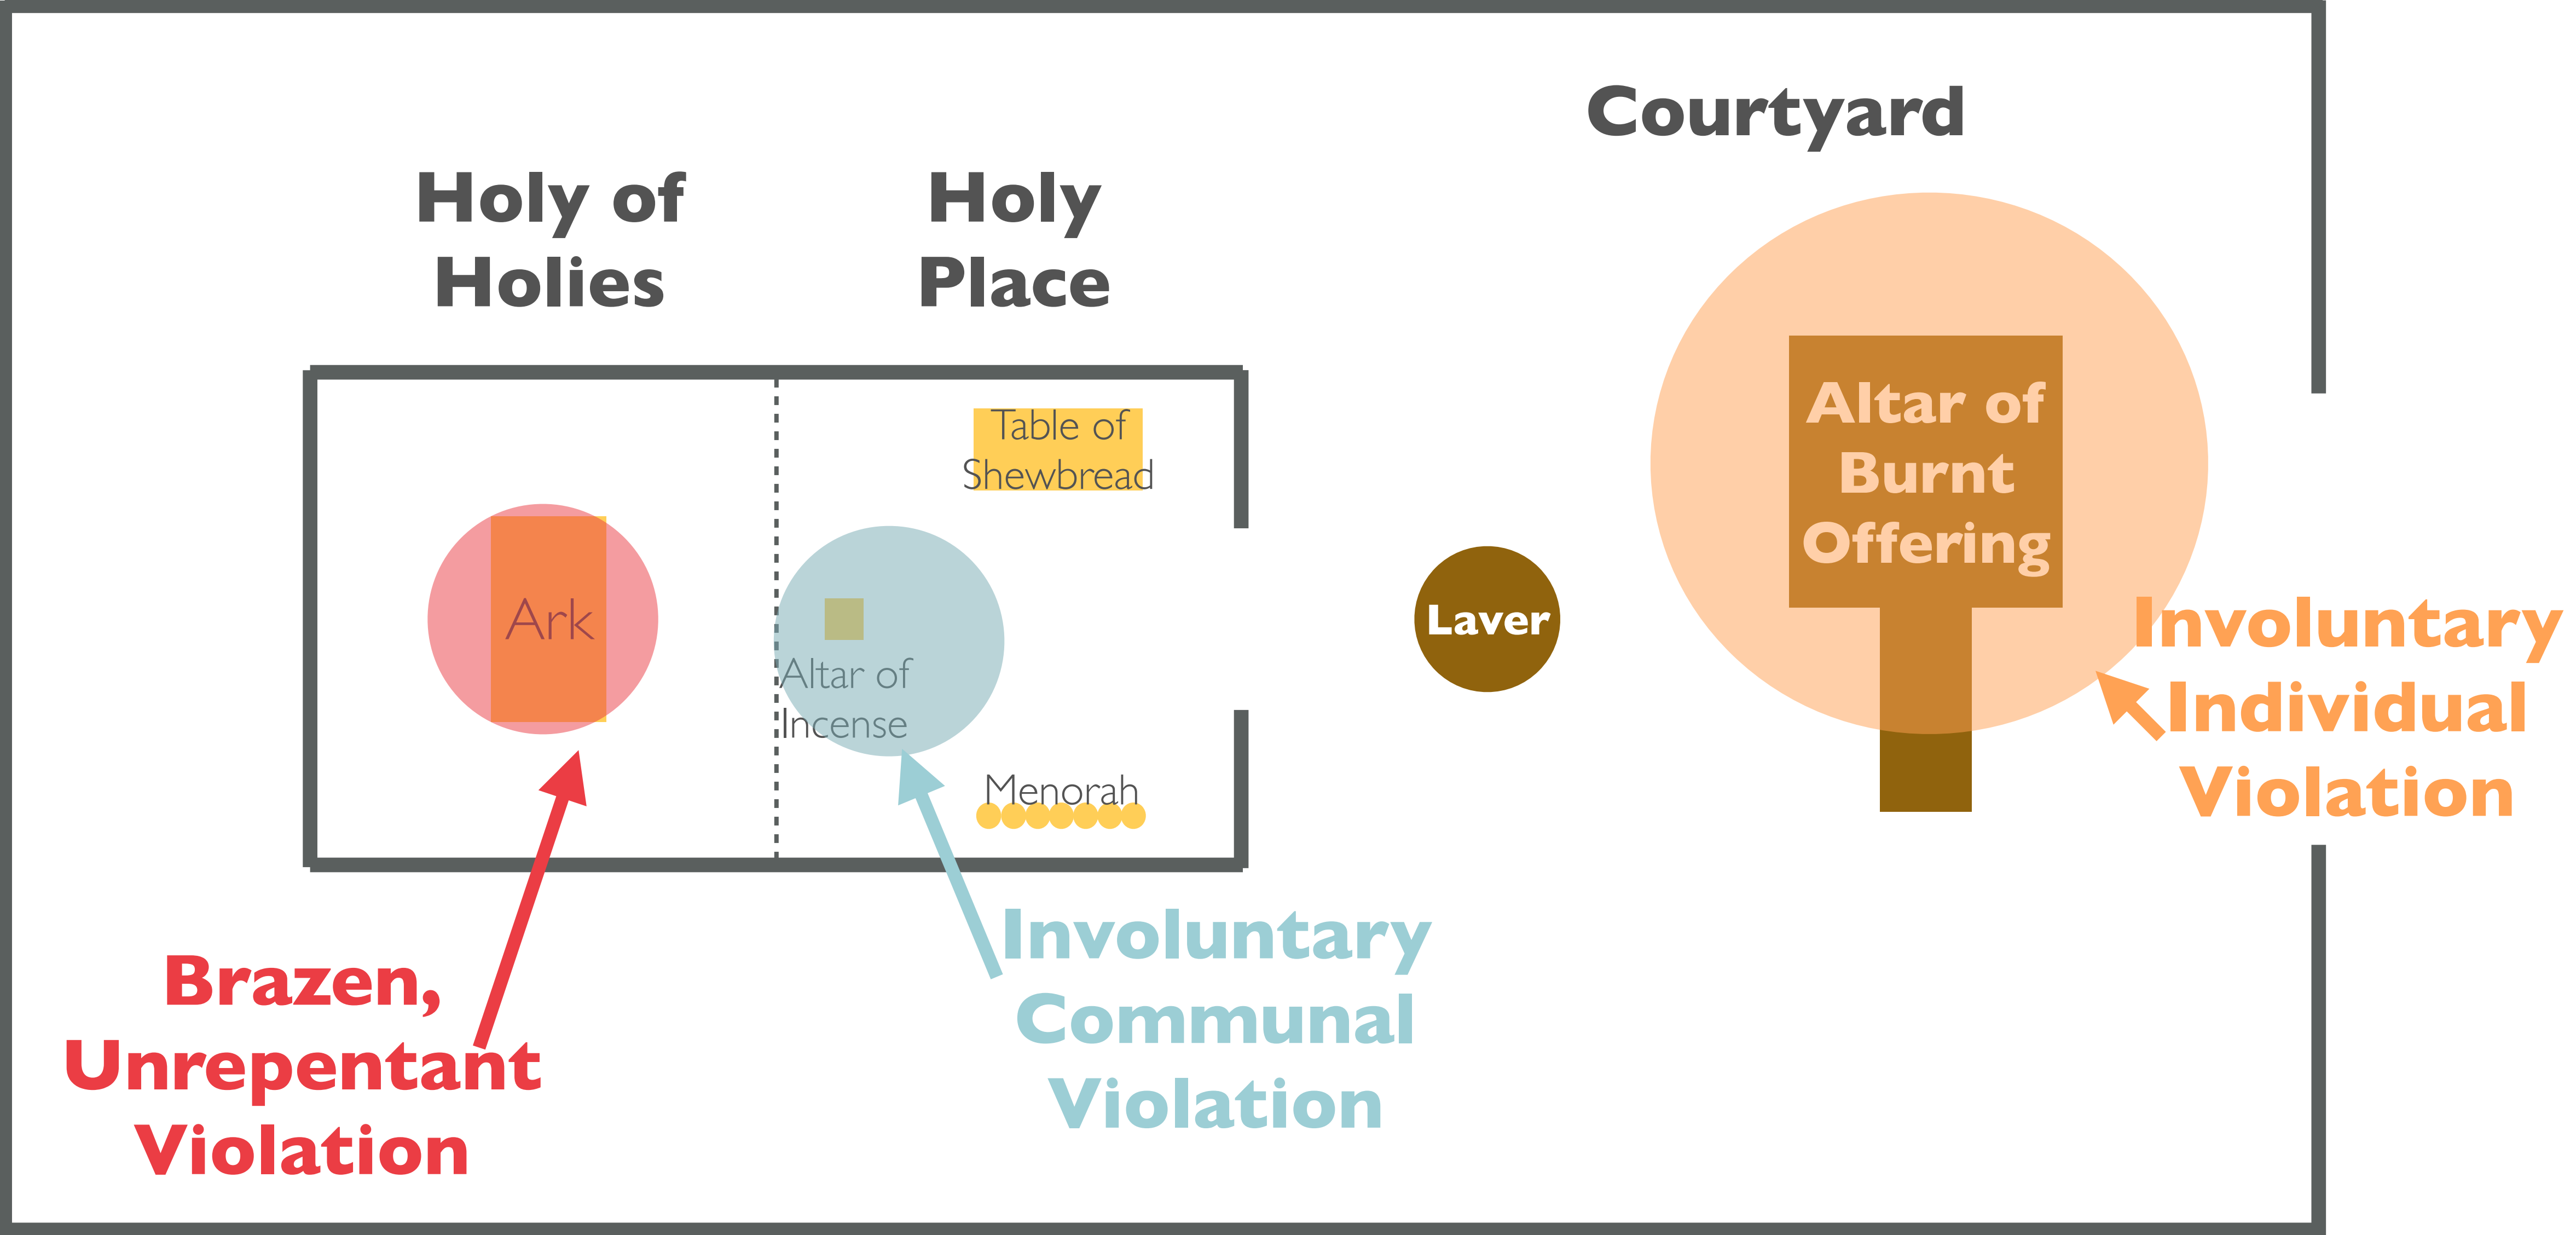 Courtyard
Holy of
Holies
Holy
Place
Table of
Shewbread
Ark
Altar of
Incense
Menorah
Laver
Altar of
Burnt
Offering
Involuntary
Individual
Violation
Involuntary
Communal
Violation
Brazen,
Unrepentant
Violation